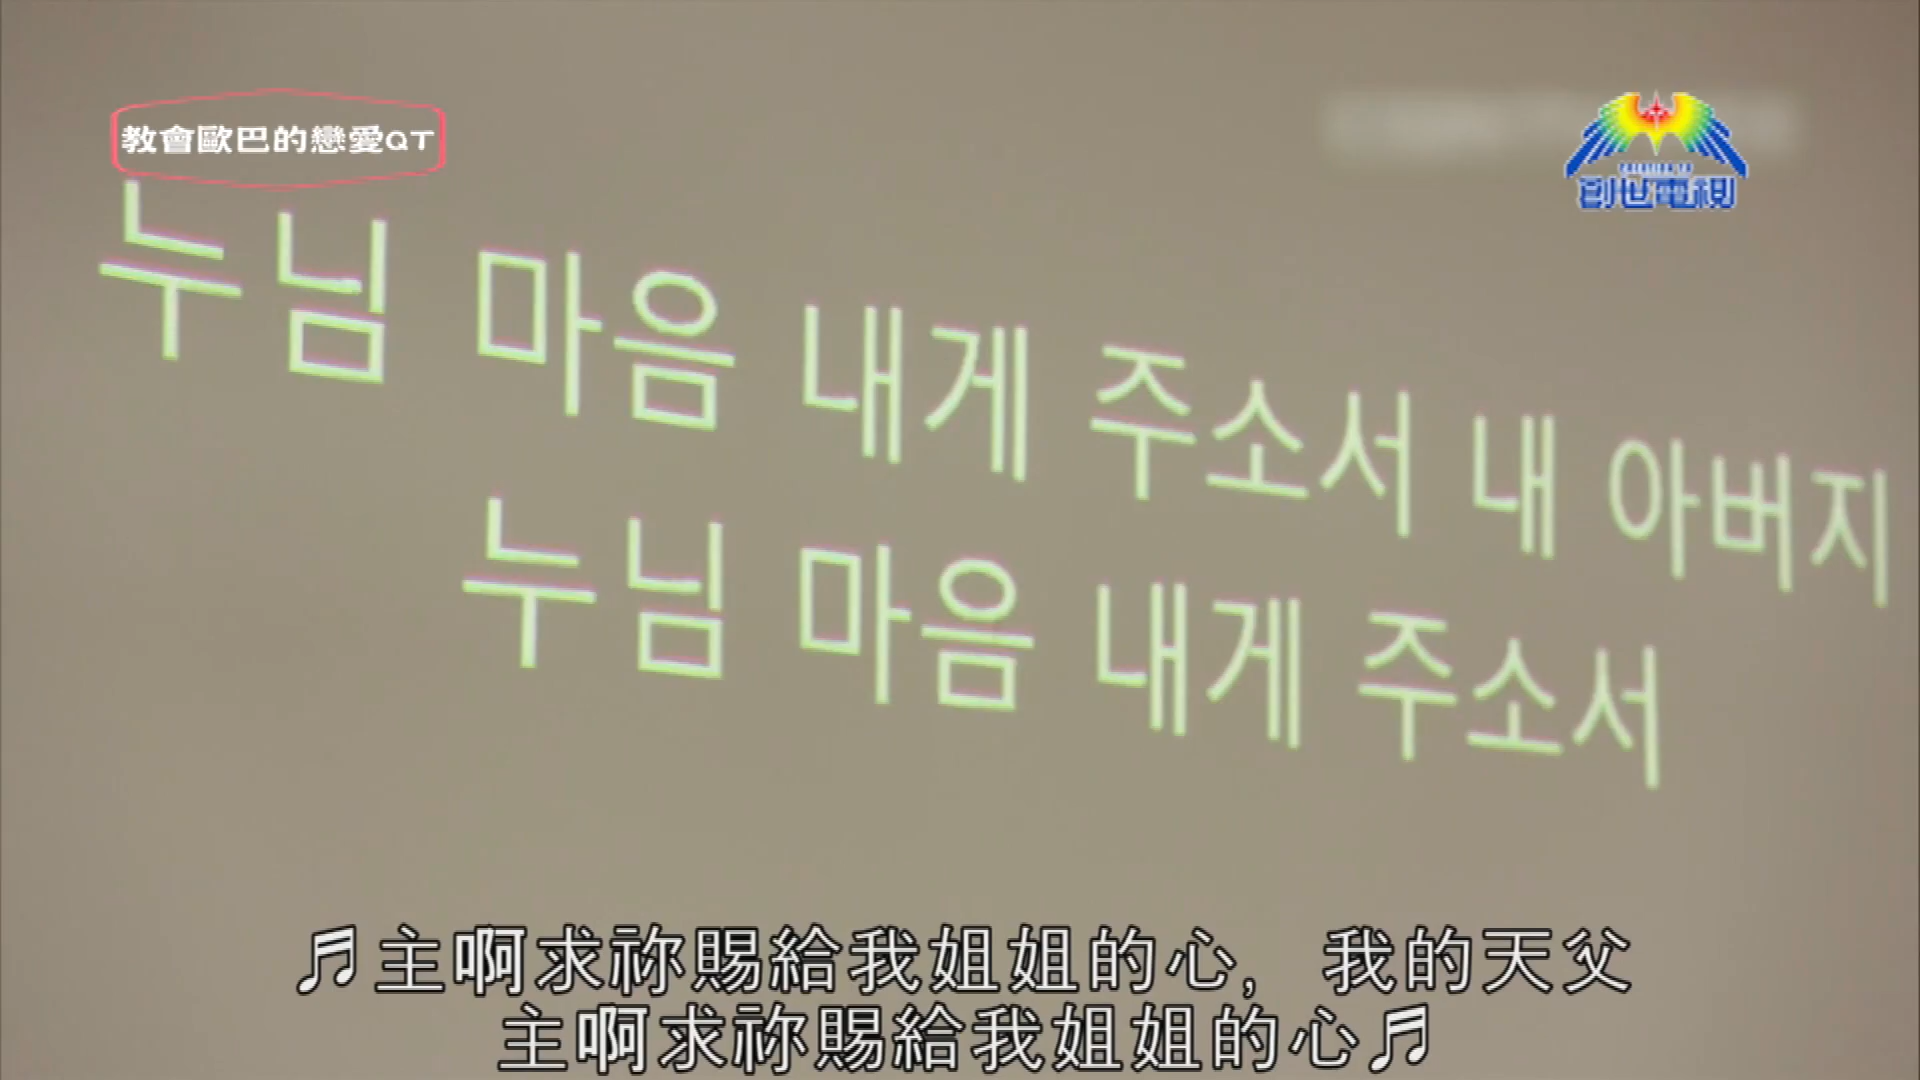 教會歐巴的戀愛QT
創世電視
누님 마음 내게 주소서 내 아버지
누님 마음 내게 주소서
♬主啊求祢賜給我姐姐的心，我的天父
主啊求祢賜給我姐姐的心♬